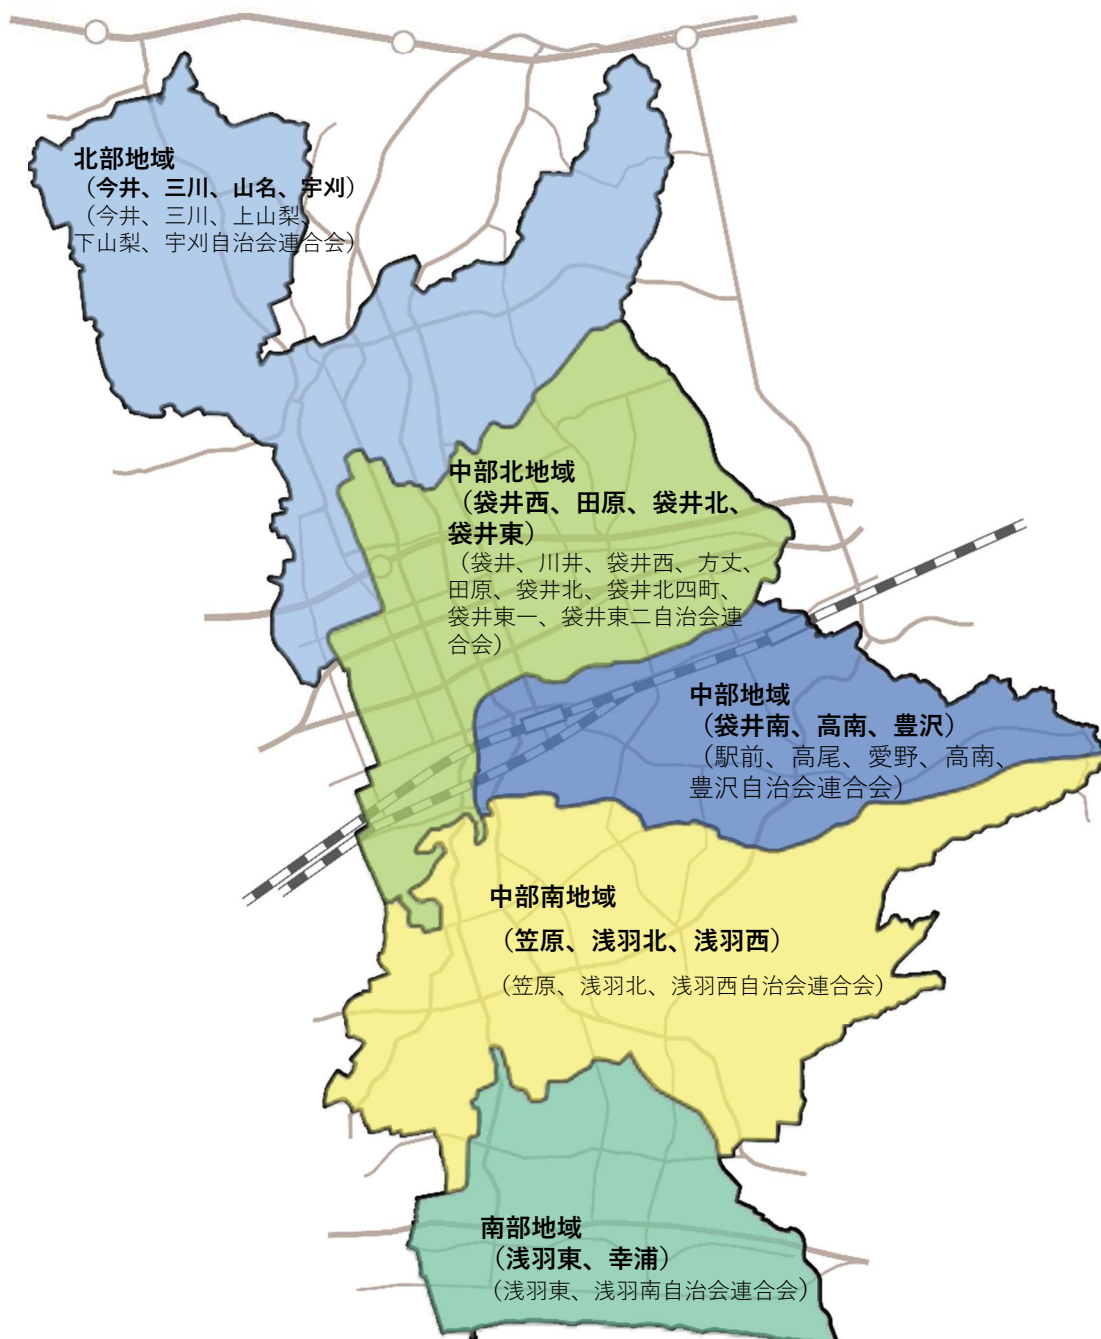 北部地域
（今井、三川、山名、宇刈）
（今井、三川、上山梨、
下山梨、宇刈自治会連合会）
中部北地域
（袋井西、田原、袋井北、
袋井東）
（袋井、川井、袋井西、方丈、
田原、袋井北、袋井北四町、
袋井東一、袋井東二自治会連
合会）
中部地域
（袋井南、高南、豊沢）
（駅前、高尾、愛野、高南、
豊沢自治会連合会）
中部南地域
（笠原、浅羽北、浅羽西）
（笠原、浅羽北、浅羽西自治会連合会）
南部地域
（浅羽東、幸浦）
（浅羽東、浅羽南自治会連合会）